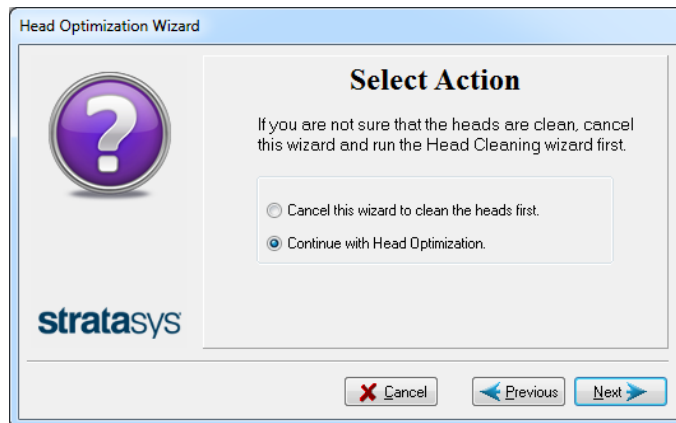 Head Optimization Wizard
Select Action
If you are not sure that the heads are clean, cancel
this wizard and run the Head Cleaning wizard first.
Cancel this wizard to clean the heads first.
Continue with Head Optimization.
stratasys
Cancel
Previous
Next